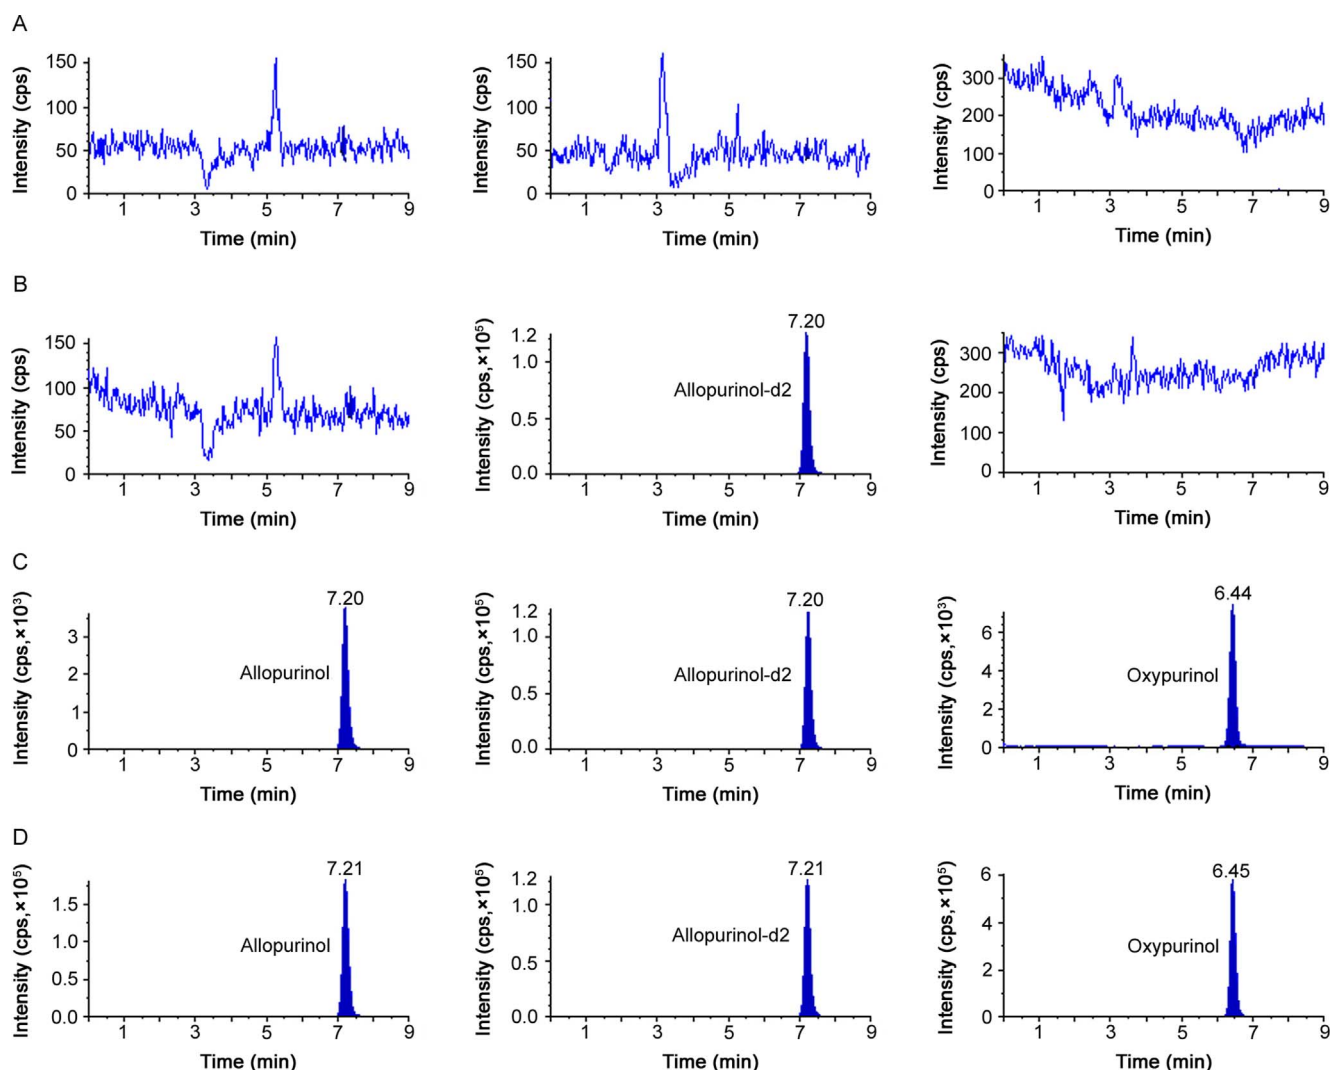 A
Intensity (cps)
150
100
50
0
1 3 5 7 9
Time (min)
Intensity (cps)
150
100
50
0
1 3 5 7 9
Time (min)
Intensity (cps)
300
200
100
0
1 3 5 7 9
Time (min)
B
Intensity (cps)
150
100
50
0
1 3 5 7 9
Time (min)
Intensity (cps,×10⁵)
1.2
1.0
0.5
0.0
7.20
Allopurinol-d2
1 3 5 7 9
Time (min)
Intensity (cps)
300
200
100
0
1 3 5 7 9
Time (min)
C
Intensity (cps,×10³)
3
2
1
0
7.20
Allopurinol
1 3 5 7 9
Time (min)
Intensity (cps,×10⁵)
1.2
1.0
0.5
0.0
7.20
Allopurinol-d2
1 3 5 7 9
Time (min)
Intensity (cps,×10³)
6
4
2
0
6.44
Oxypurinol
1 3 5 7 9
Time (min)
D
Intensity (cps,×10⁵)
1.5
1.0
0.5
0.0
7.21
Allopurinol
1 3 5 7 9
Time (min)
Intensity (cps,×10⁵)
1.2
1.0
0.5
0.0
7.21
Allopurinol-d2
1 3 5 7 9
Time (min)
Intensity (cps,×10⁵)
6
4
2
0
6.45
Oxypurinol
1 3 5 7 9
Time (min)